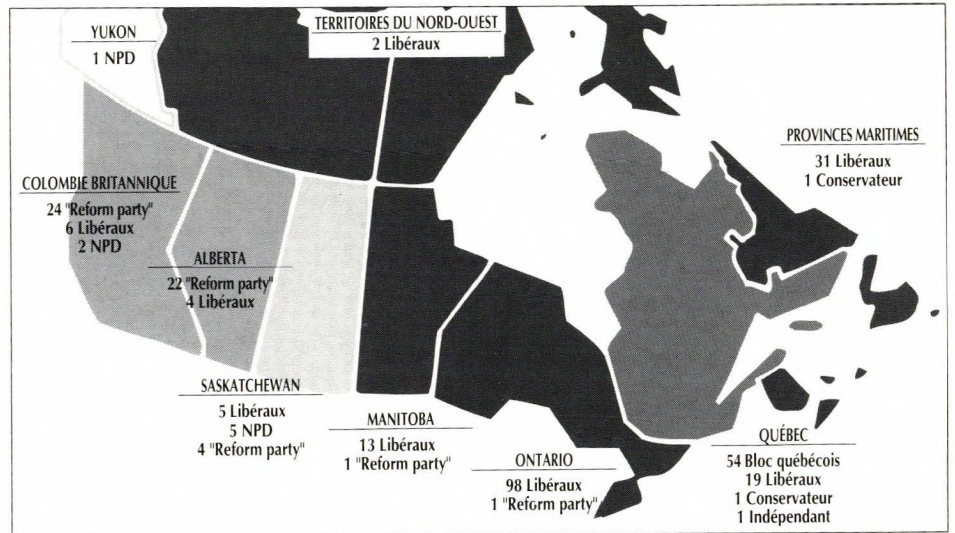 YUKON
1 NPD
TERRITOIRES DU NORD-OUEST
2 Libéraux
PROVINCES MARITIMES
31 Libéraux
1 Conservateur
COLOMBIE BRITANNIQUE
24 "Reform party"
6 Libéraux
2 NPD
ALBERTA
22 "Reform party"
4 Libéraux
SASKATCHEWAN
5 Libéraux
5 NPD
4 "Reform party"
MANITOBA
13 Libéraux
1 "Reform party"
ONTARIO
98 Libéraux
1 "Reform party"
QUÉBEC
54 Bloc québécois
19 Libéraux
1 Conservateur
1 Indépendant